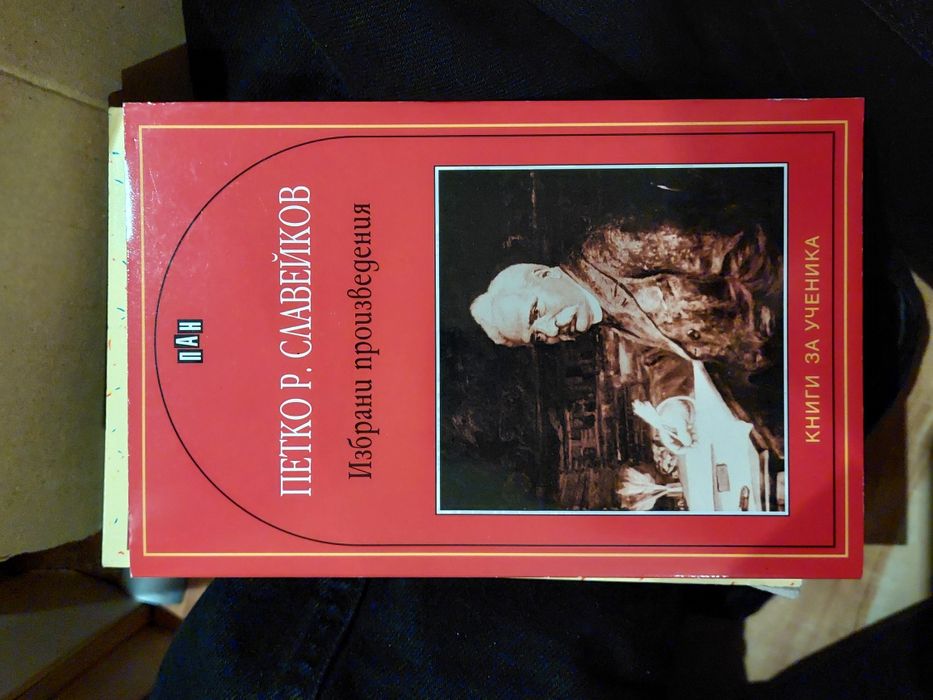 ПАН
ПЕТКО Р. СЛАВЕЙКОВ
Избрани произведения
КНИГИ ЗА УЧЕНИКА